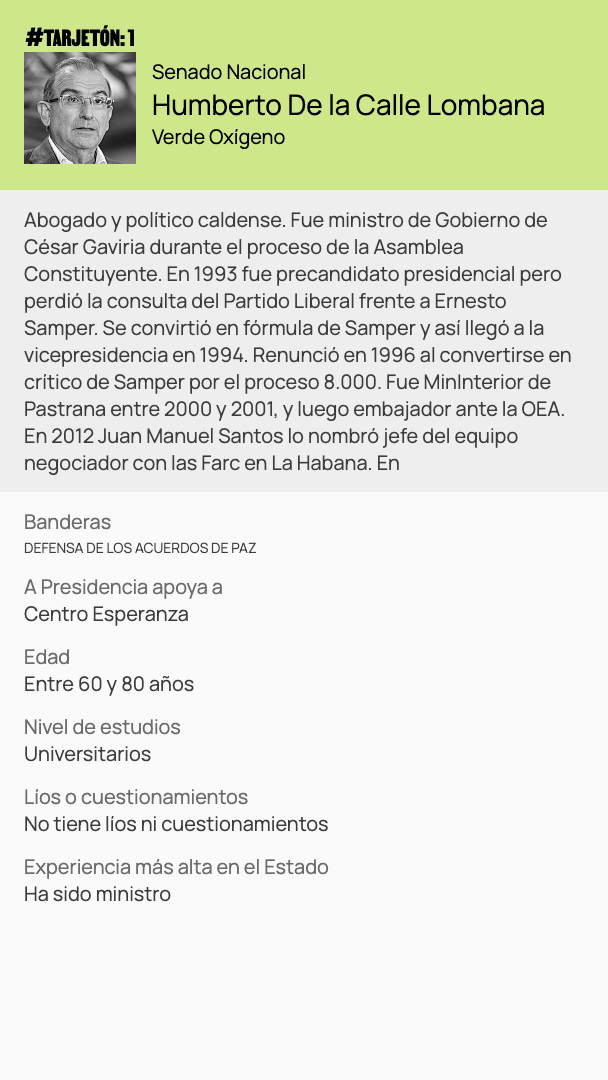 #TARJETÓN: 1
Senado Nacional
Humberto De la Calle Lombana
Verde Oxígeno
Abogado y político caldense. Fue ministro de Gobierno de
César Gaviria durante el proceso de la Asamblea
Constituyente. En 1993 fue precandidato presidencial pero
perdió la consulta del Partido Liberal frente a Ernesto
Samper. Se convirtió en fórmula de Samper y así llegó a la
vicepresidencia en 1994. Renunció en 1996 al convertirse en
crítico de Samper por el proceso 8.000. Fue MinInterior de
Pastrana entre 2000 y 2001, y luego embajador ante la OEA.
En 2012 Juan Manuel Santos lo nombró jefe del equipo
negociador con las Farc en La Habana. En
Banderas
DEFENSA DE LOS ACUERDOS DE PAZ
A Presidencia apoya a
Centro Esperanza
Edad
Entre 60 y 80 años
Nivel de estudios
Universitarios
Líos o cuestionamientos
No tiene líos ni cuestionamientos
Experiencia más alta en el Estado
Ha sido ministro